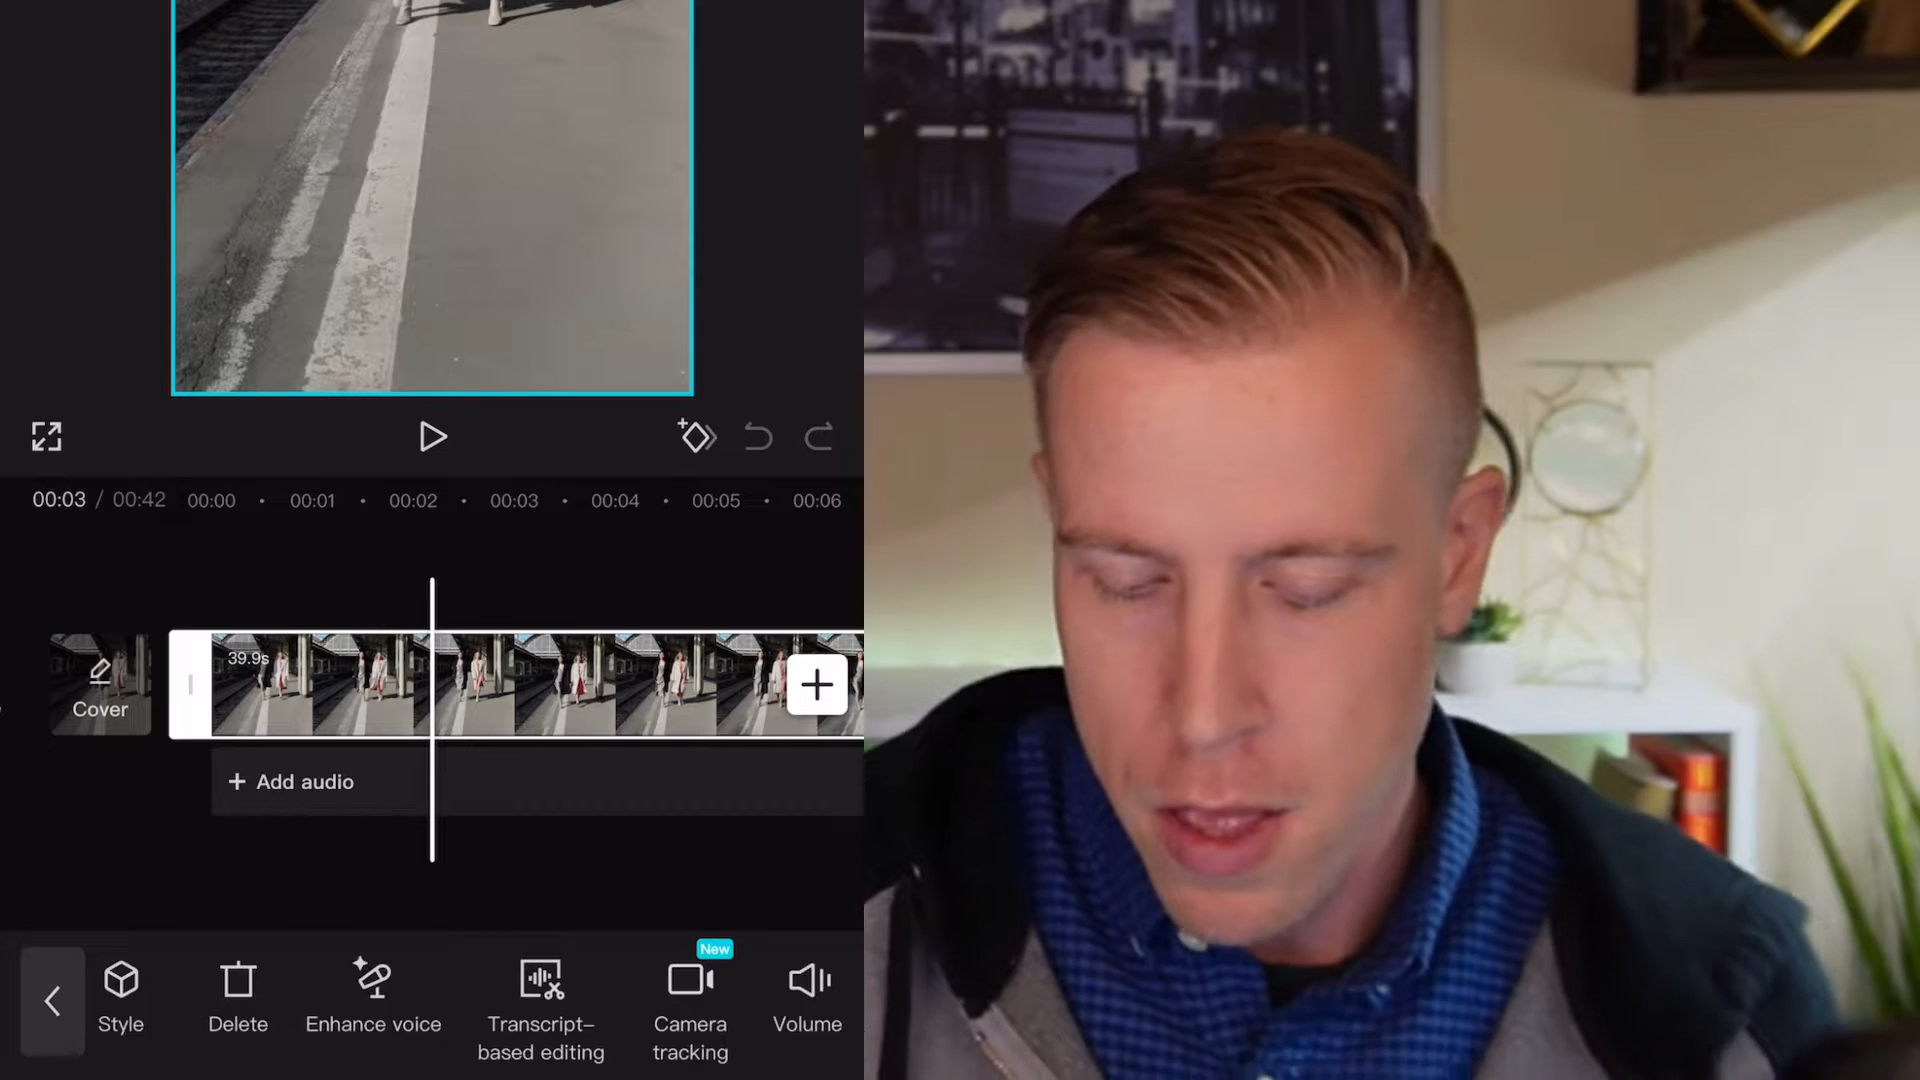 00:03 / 00:42 00:00 00:01 00:02 00:03 00:04 00:05 00:06
39.9s
Cover
+ Add audio
New
Style Delete Enhance voice Transcript-
based editing Camera
tracking Volume